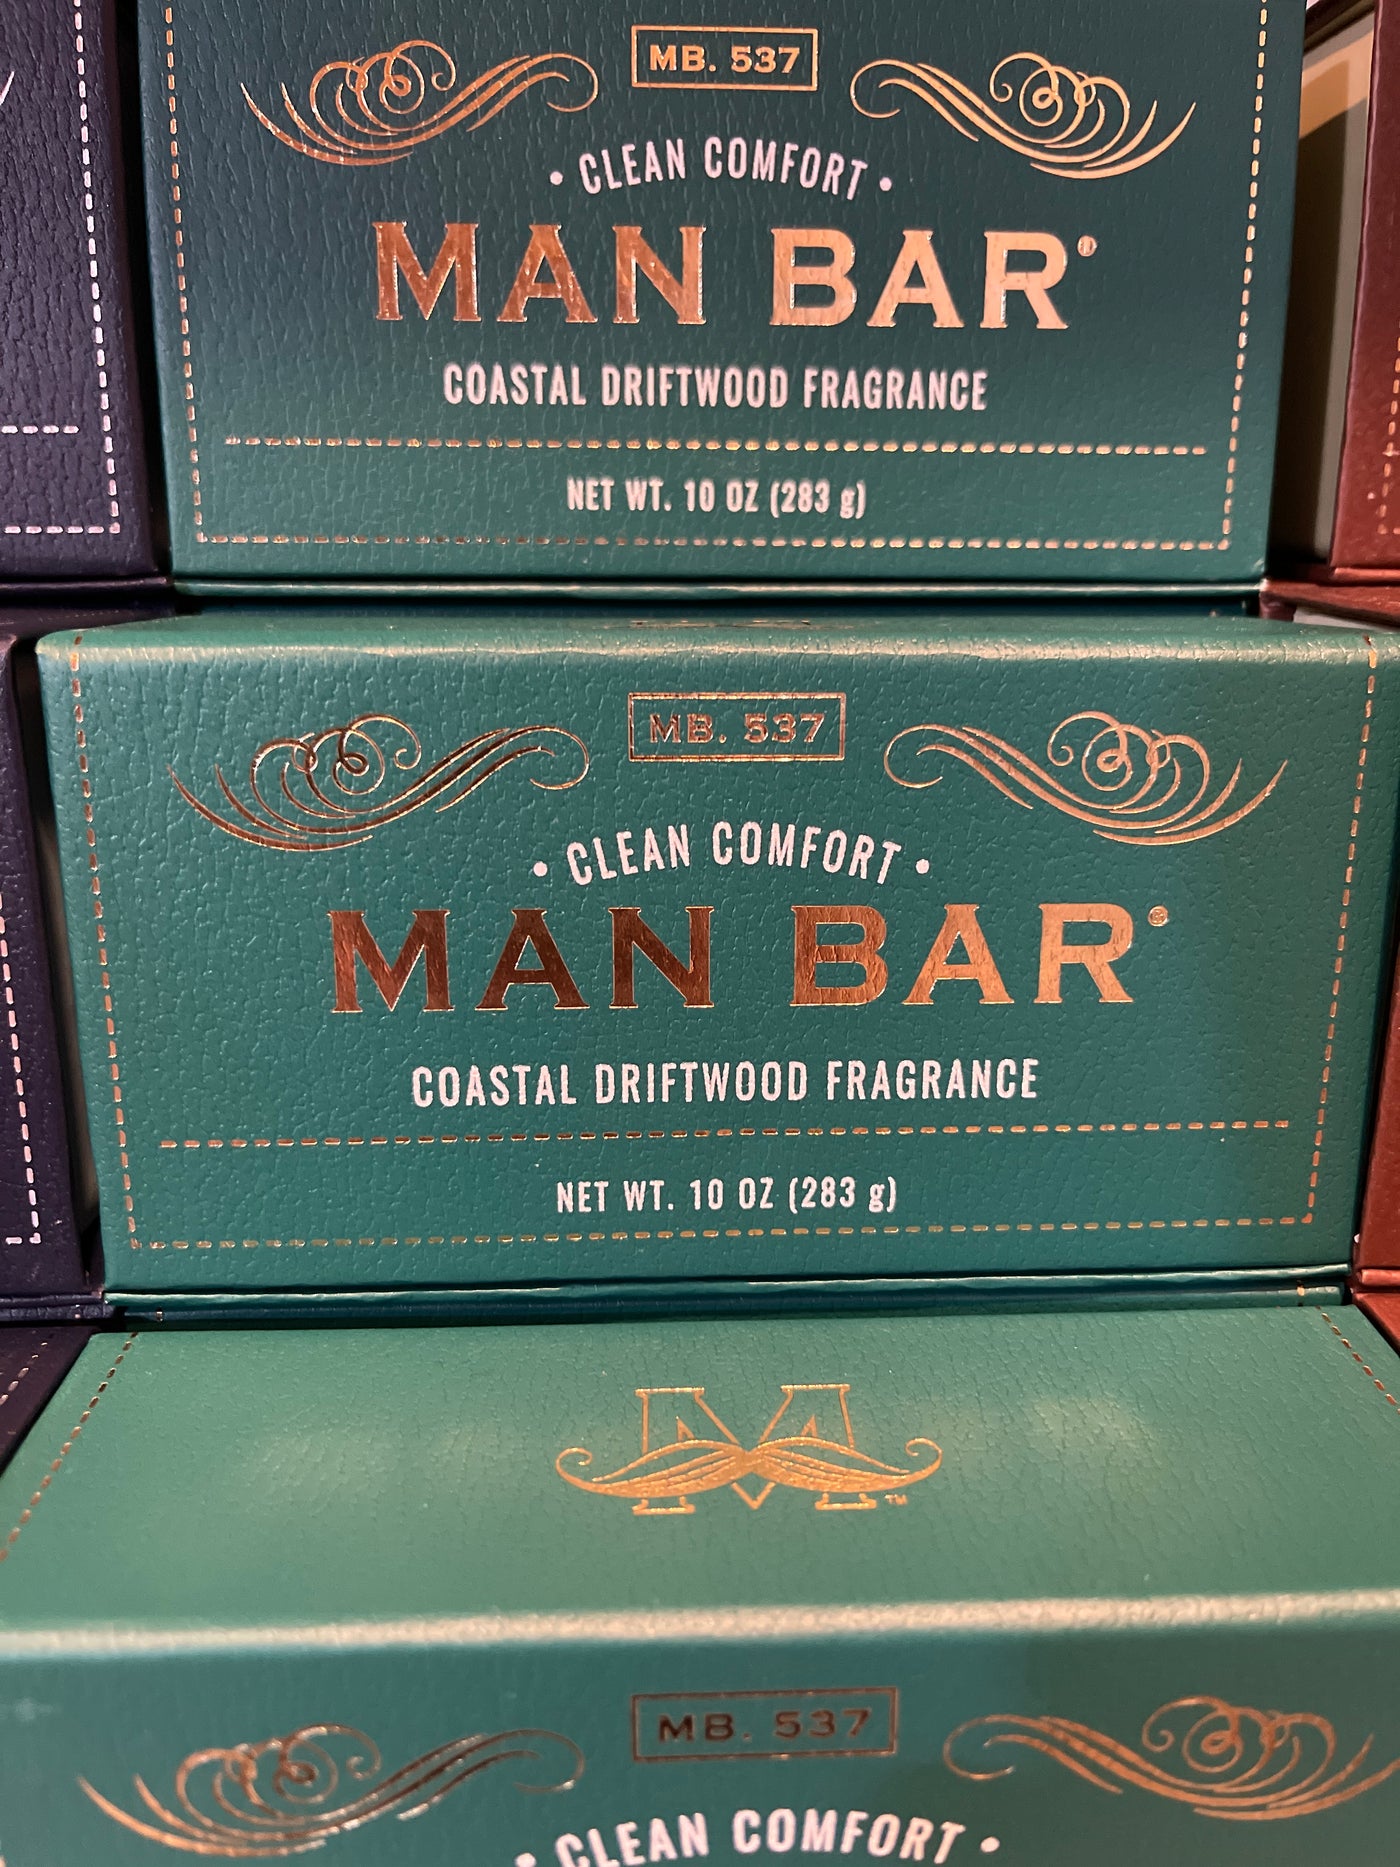 MB. 537
• CLEAN COMFORT •
MAN BAR®
COASTAL DRIFTWOOD FRAGRANCE
NET WT. 10 OZ (283 g)
MB. 537
• CLEAN COMFORT •
MAN BAR®
COASTAL DRIFTWOOD FRAGRANCE
NET WT. 10 OZ (283 g)
M™
MB. 537
• CLEAN COMFORT •